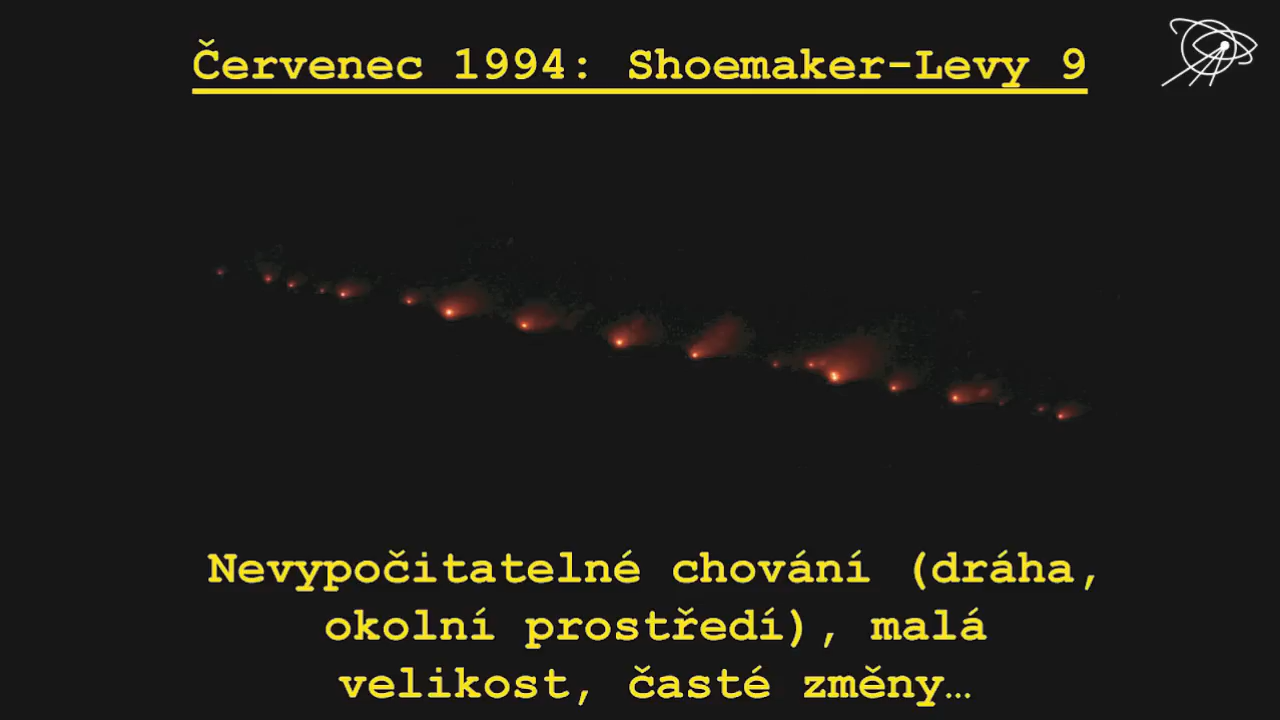 Červenec 1994: Shoemaker-Levy 9
Nevypočitatelné chování (dráha,
okolní prostředí), malá
velikost, časté změny…